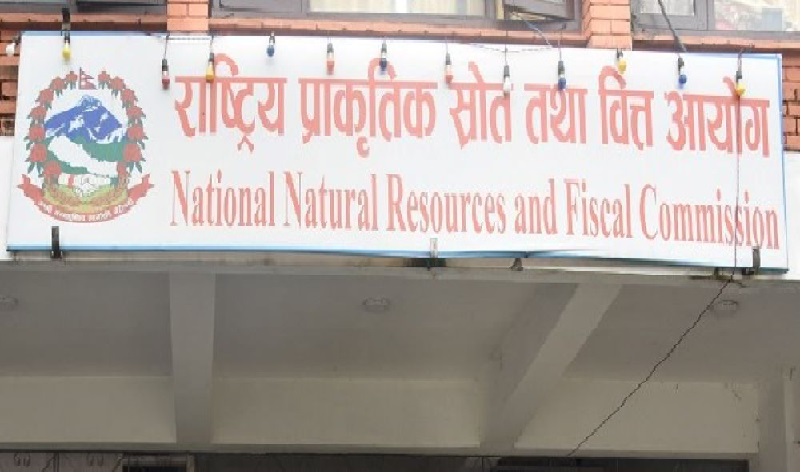 राष्ट्रिय प्राकृतिक स्रोत तथा वित्त आयोग
National Natural Resources and Fiscal Commission